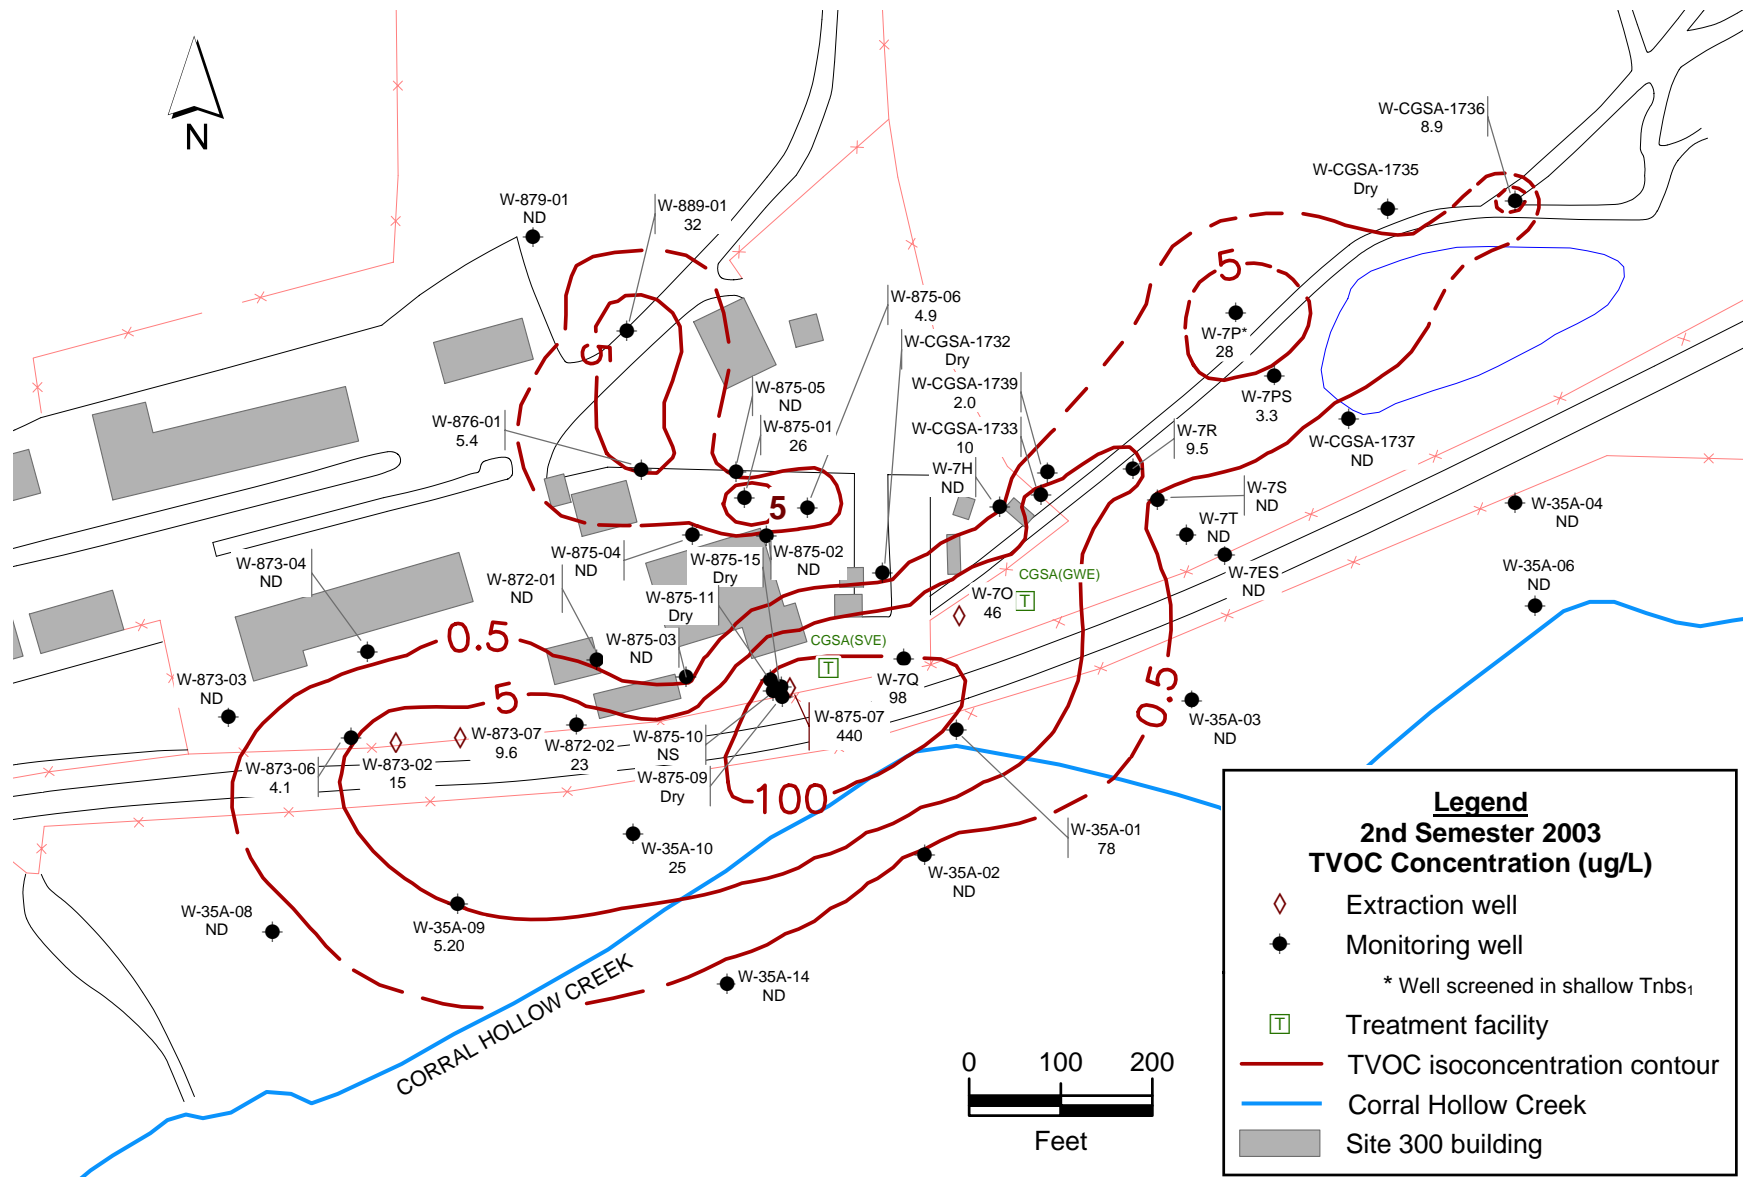 N
W-CGSA-1736
8.9
W-CGSA-1735
Dry
W-879-01
ND
W-889-01
32
5
W-7P*
28
W-875-06
4.9
W-CGSA-1732
Dry
5
W-CGSA-1739
2.0
W-7PS
3.3
W-875-05
ND
W-876-01
5.4
W-875-01
26
W-CGSA-1733
10
W-7R
9.5
W-CGSA-1737
ND
W-7H
ND
5
W-7S
ND
W-35A-04
ND
W-7T
ND
W-875-04
ND
W-875-15
Dry
W-875-02
ND
W-873-04
ND
W-872-01
ND
W-7ES
ND
W-35A-06
ND
CGSA(GWE)
T
W-7O
46
W-875-11
Dry
0.5
W-875-03
ND
CGSA(SVE)
T
W-873-03
ND
5
W-7Q
98
0.5
W-35A-03
ND
W-873-07
9.6
W-872-02
23
W-875-10
NS
W-875-07
440
W-873-06
4.1
W-873-02
15
W-875-09
Dry
100
W-35A-01
78
W-35A-10
25
W-35A-02
ND
W-35A-08
ND
W-35A-09
5.20
W-35A-14
ND
CORRAL HOLLOW CREEK
0 100 200
Feet
Legend
2nd Semester 2003
TVOC Concentration (ug/L)
Extraction well
Monitoring well
* Well screened in shallow Tnbs₁
T Treatment facility
TVOC isoconcentration contour
Corral Hollow Creek
Site 300 building